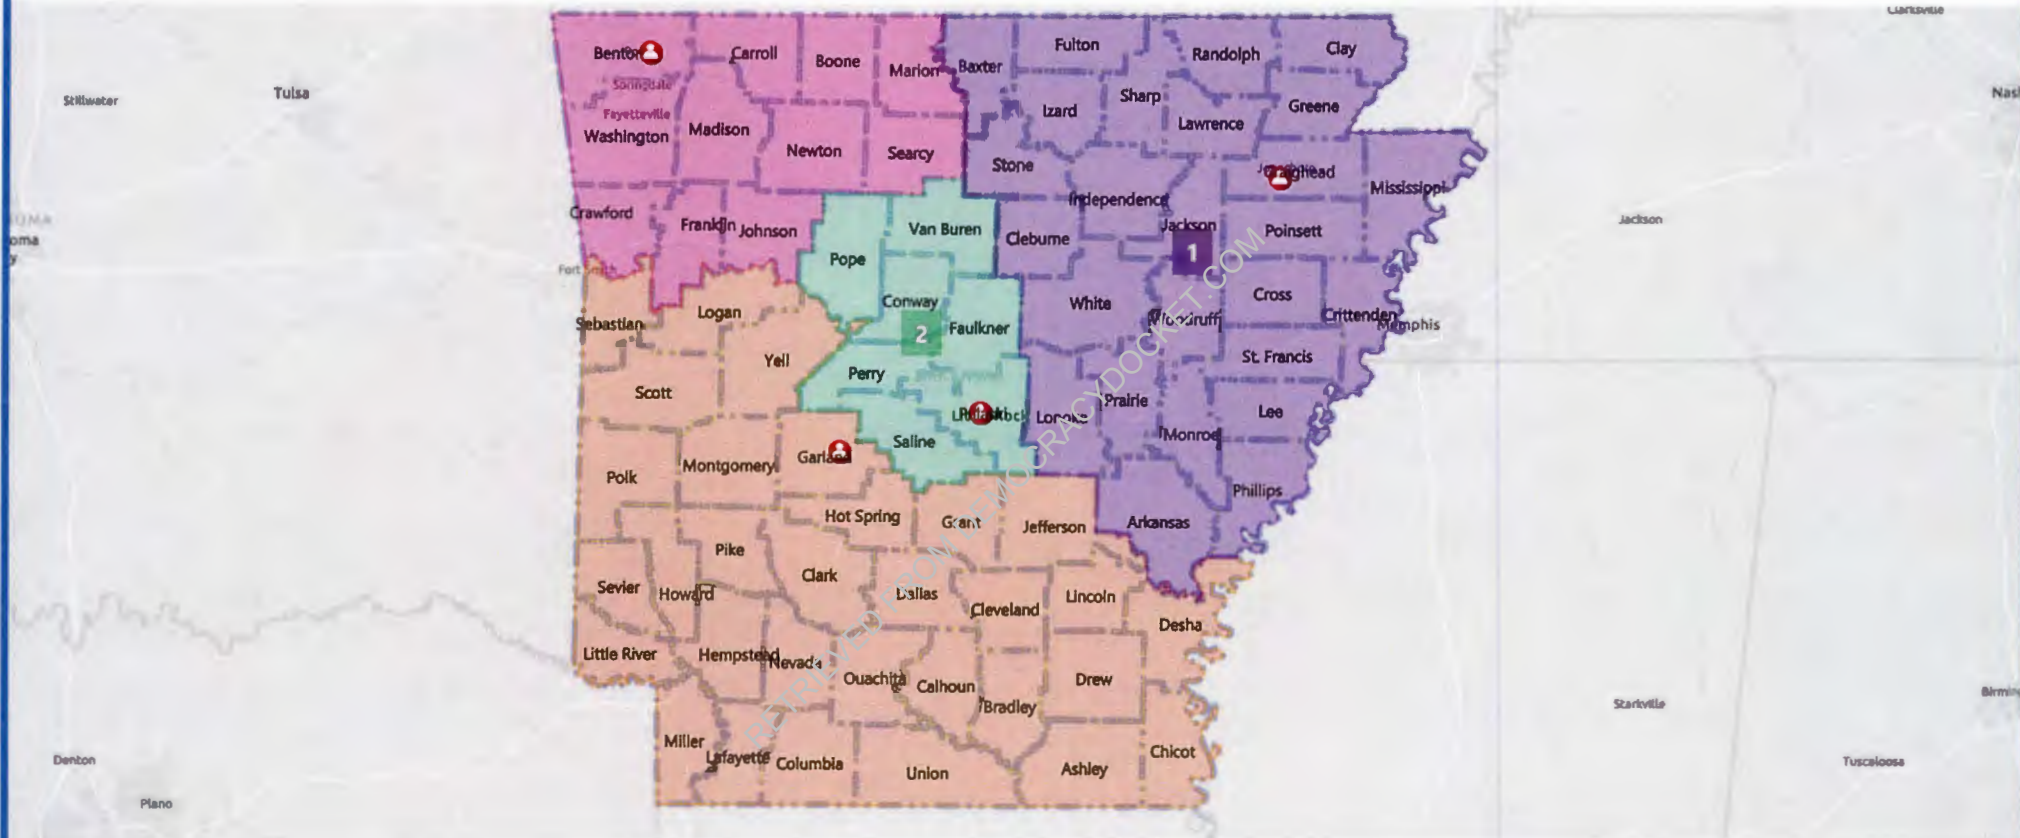 Clarksville
Stillwater
Tulsa
Nas
UMA
oma
y
Benton
Carroll
Boone
Marion
Baxter
Fulton
Randolph
Clay
Springdale
Fayetteville
Washington
Madison
Newton
Searcy
Izard
Sharp
Lawrence
Greene
Stone
Craighead
Mississippi
Independence
Crawford
Franklin
Johnson
Van Buren
Cleburne
Jackson
Poinsett
Jackson
Pope
1
Fort Smith
Logan
Conway
White
Cross
Sebastian
Faulkner
Woodruff
Crittenden
Memphis
2
Yell
St. Francis
Perry
Scott
Prairie
Lee
Lonoke
Saline
Monroe
Garland
Montgomery
Polk
Phillips
Hot Spring
Grant
Jefferson
Arkansas
Pike
Clark
Sevier
Howard
Dallas
Cleveland
Lincoln
Desha
Little River
Hempstead
Nevada
Ouachita
Calhoun
Drew
Bradley
Miller
Lafayette
Columbia
Union
Ashley
Chicot
Starkville
Birming
Denton
Plano
Tuscaloosa
RETRIEVED FROM DEMOCRACYDOCKET.COM